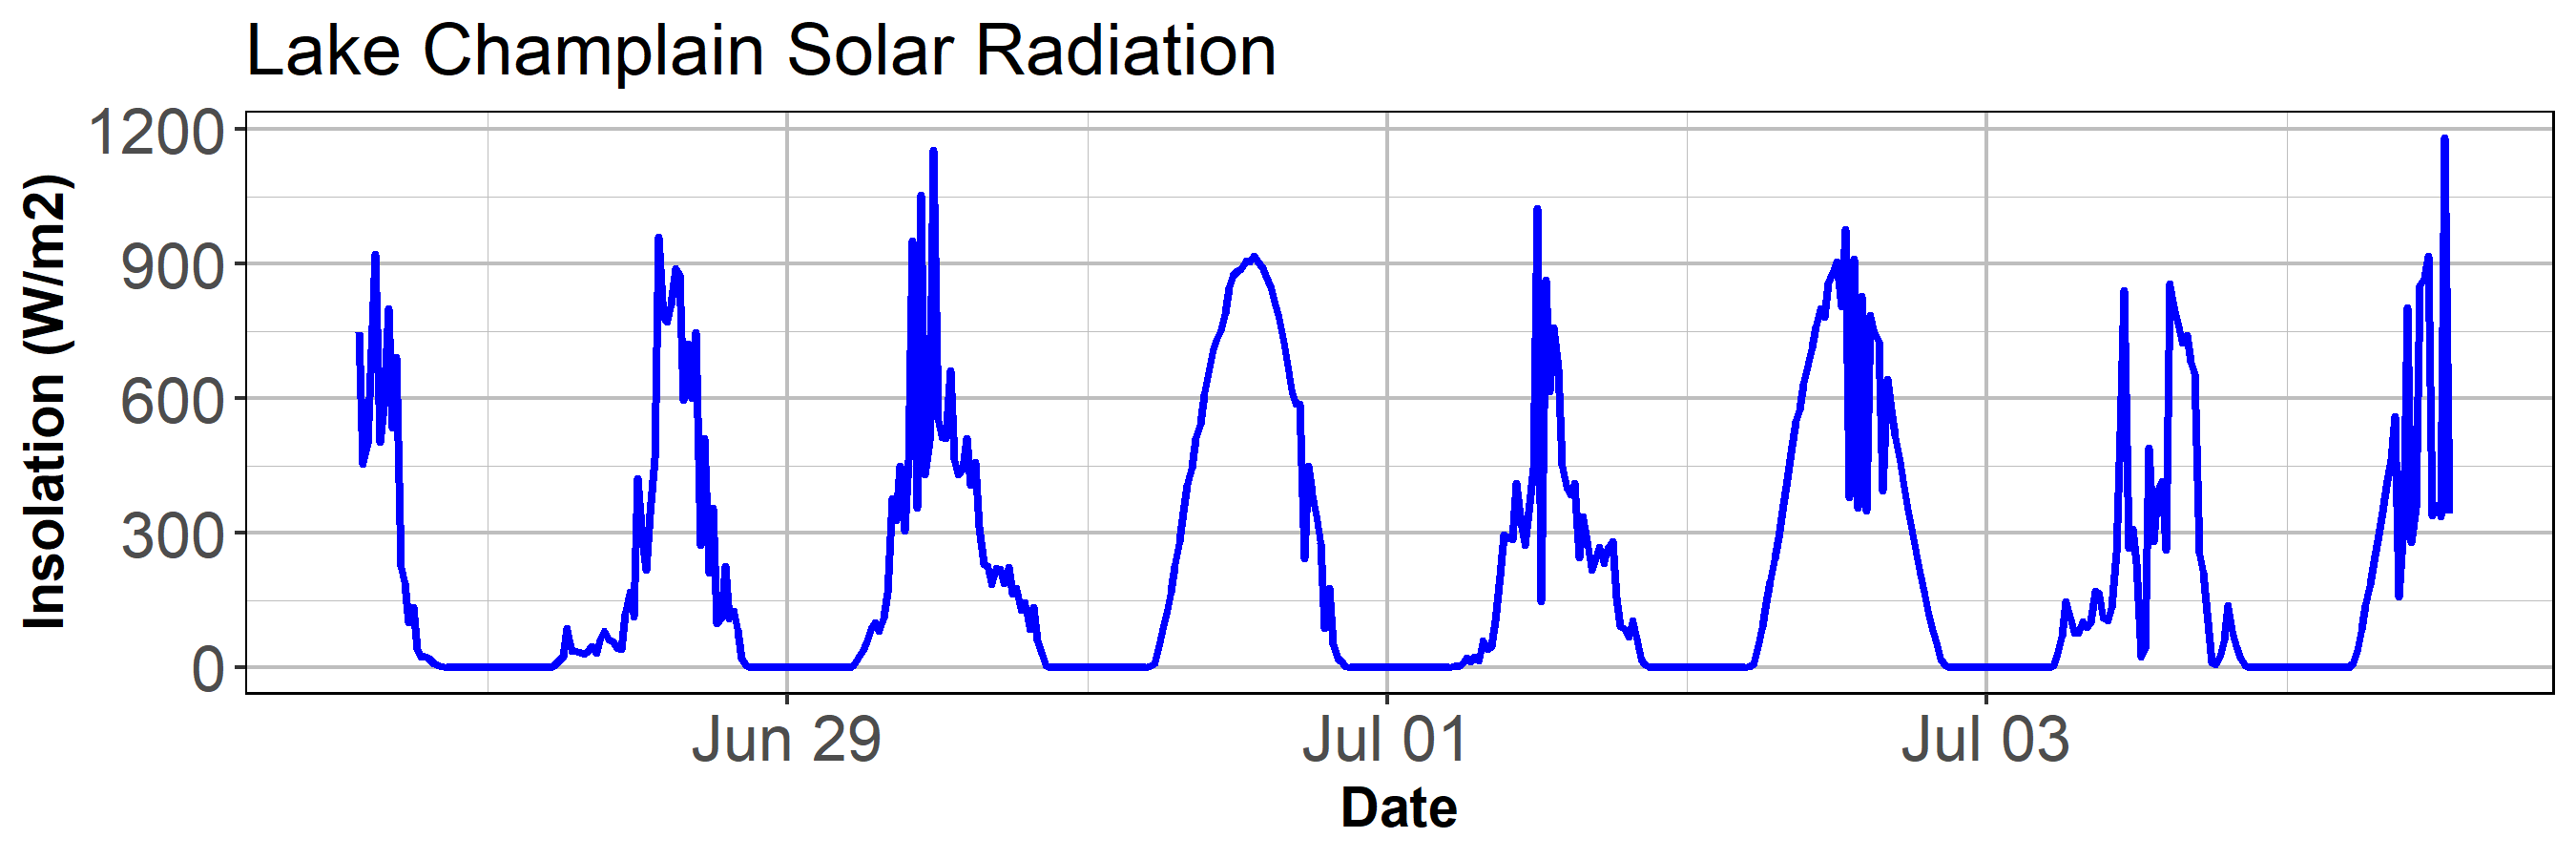 Lake Champlain Solar Radiation
Insolation (W/m2)
1200
900
600
300
0
Jun 29
Jul 01
Jul 03
Date